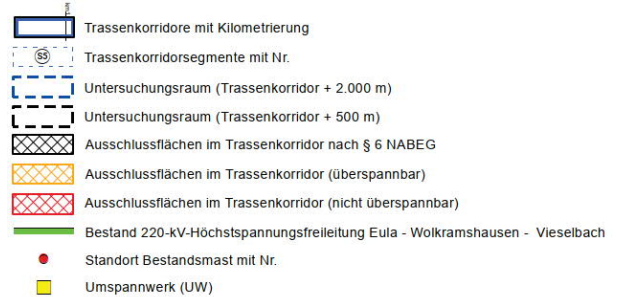 Trassenkorridore mit Kilometrierung
S5
Trassenkorridorsegmente mit Nr.
Untersuchungsraum (Trassenkorridor + 2.000 m)
Untersuchungsraum (Trassenkorridor + 500 m)
Ausschlussflächen im Trassenkorridor nach § 6 NABEG
Ausschlussflächen im Trassenkorridor (überspannbar)
Ausschlussflächen im Trassenkorridor (nicht überspannbar)
Bestand 220-kV-Höchstspannungsfreileitung Eula - Wolkramshausen - Vieselbach
Standort Bestandsmast mit Nr.
Umspannwerk (UW)